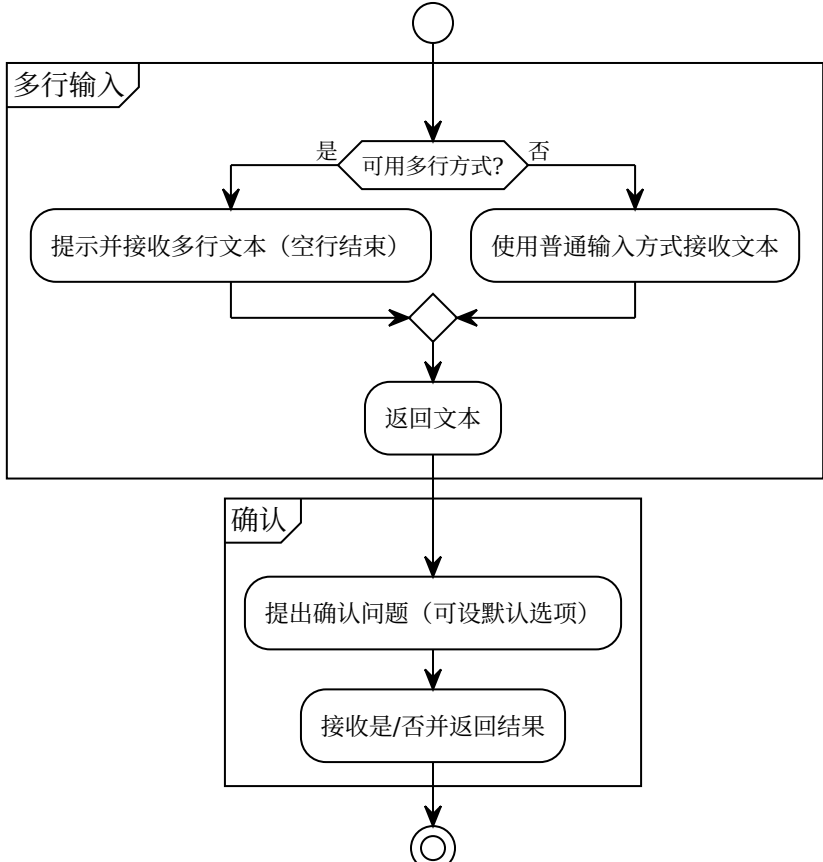 多行输入
可用多行方式?
是
否
提示并接收多行文本（空行结束）
使用普通输入方式接收文本
返回文本
确认
提出确认问题（可设默认选项）
接收是/否并返回结果